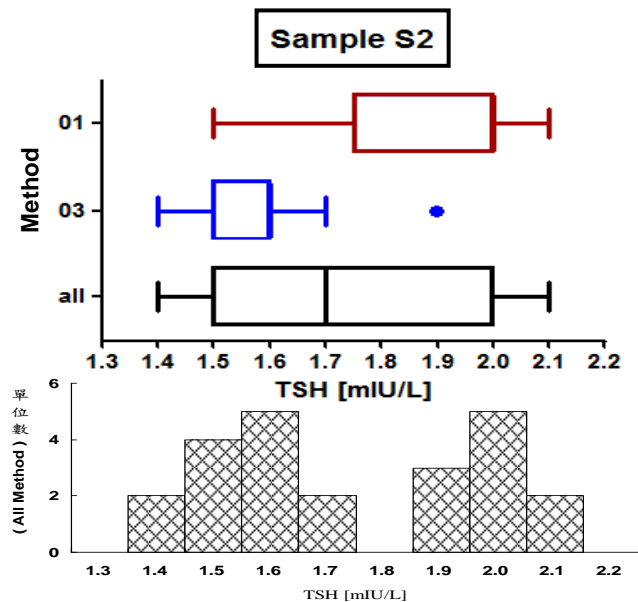 Sample S2
Method
01
03
all
1.3 1.4 1.5 1.6 1.7 1.8 1.9 2.0 2.1 2.2
TSH [mIU/L]
單位數
( All Method )
6
4
2
0
1.3 1.4 1.5 1.6 1.7 1.8 1.9 2.0 2.1 2.2
TSH [mIU/L]